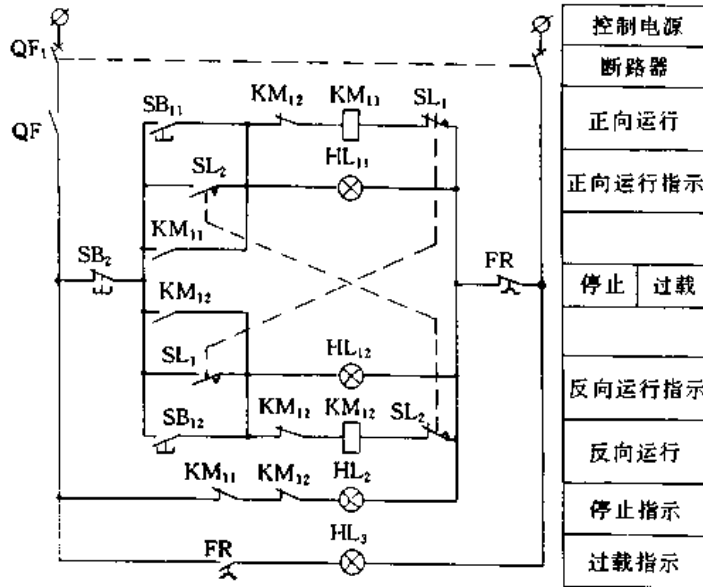 控制电源
QF₁
断路器
SB₁₁ KM₁₂ KM₁₁ SL₁
QF
正向运行
SL₂ HL₁₁
正向运行指示
KM₁₁
SB₂ FR
停止 过载
KM₁₂
SL₁ HL₁₂
反向运行指示
SB₁₂ KM₁₂ KM₁₂ SL₂
反向运行
KM₁₁ KM₁₂ HL₂
停止指示
FR HL₃
过载指示